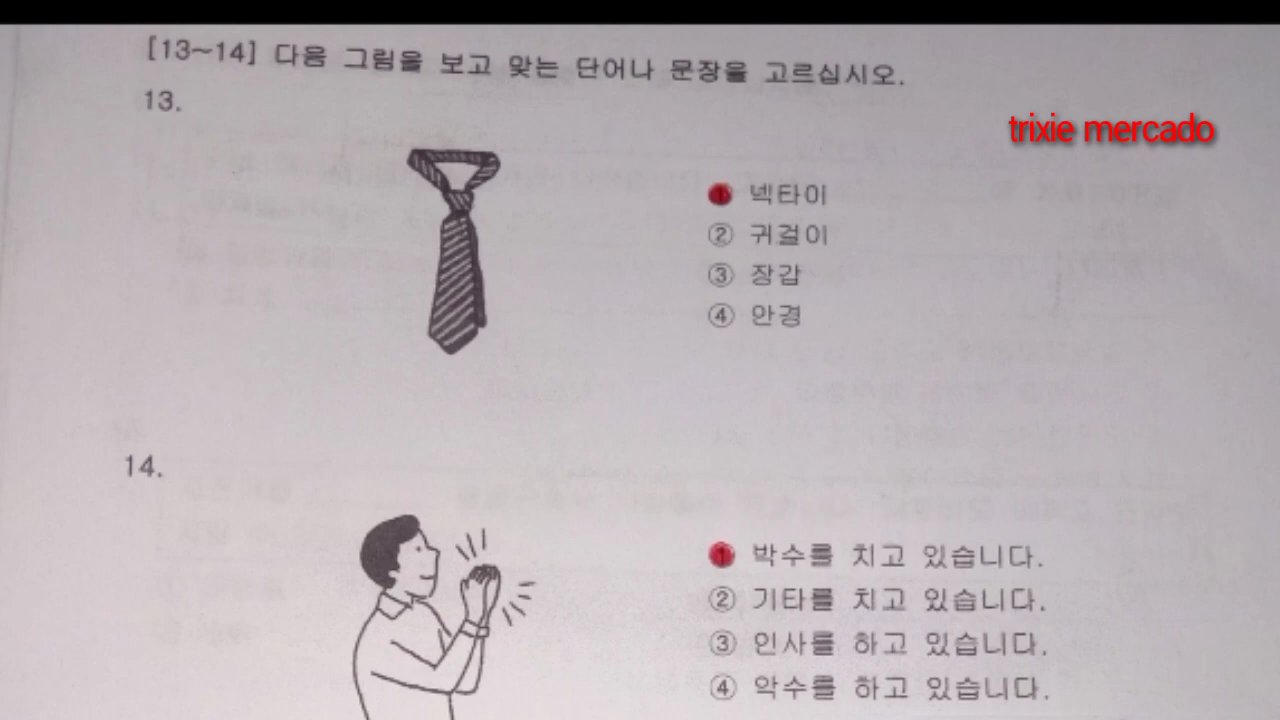 [13~14] 다음 그림을 보고 맞는 단어나 문장을 고르십시오.
13.
trixie mercado
① 넥타이
② 귀걸이
③ 장감
④ 안경
14.
① 박수를 치고 있습니다.
② 기타를 치고 있습니다.
③ 인사를 하고 있습니다.
④ 악수를 하고 있습니다.